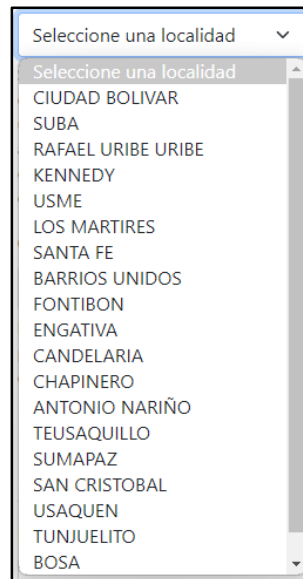 Seleccione una localidad
Seleccione una localidad
CIUDAD BOLIVAR
SUBA
RAFAEL URIBE URIBE
KENNEDY
USME
LOS MARTIRES
SANTA FE
BARRIOS UNIDOS
FONTIBON
ENGATIVA
CANDELARIA
CHAPINERO
ANTONIO NARIÑO
TEUSAQUILLO
SUMAPAZ
SAN CRISTOBAL
USAQUEN
TUNJUELITO
BOSA